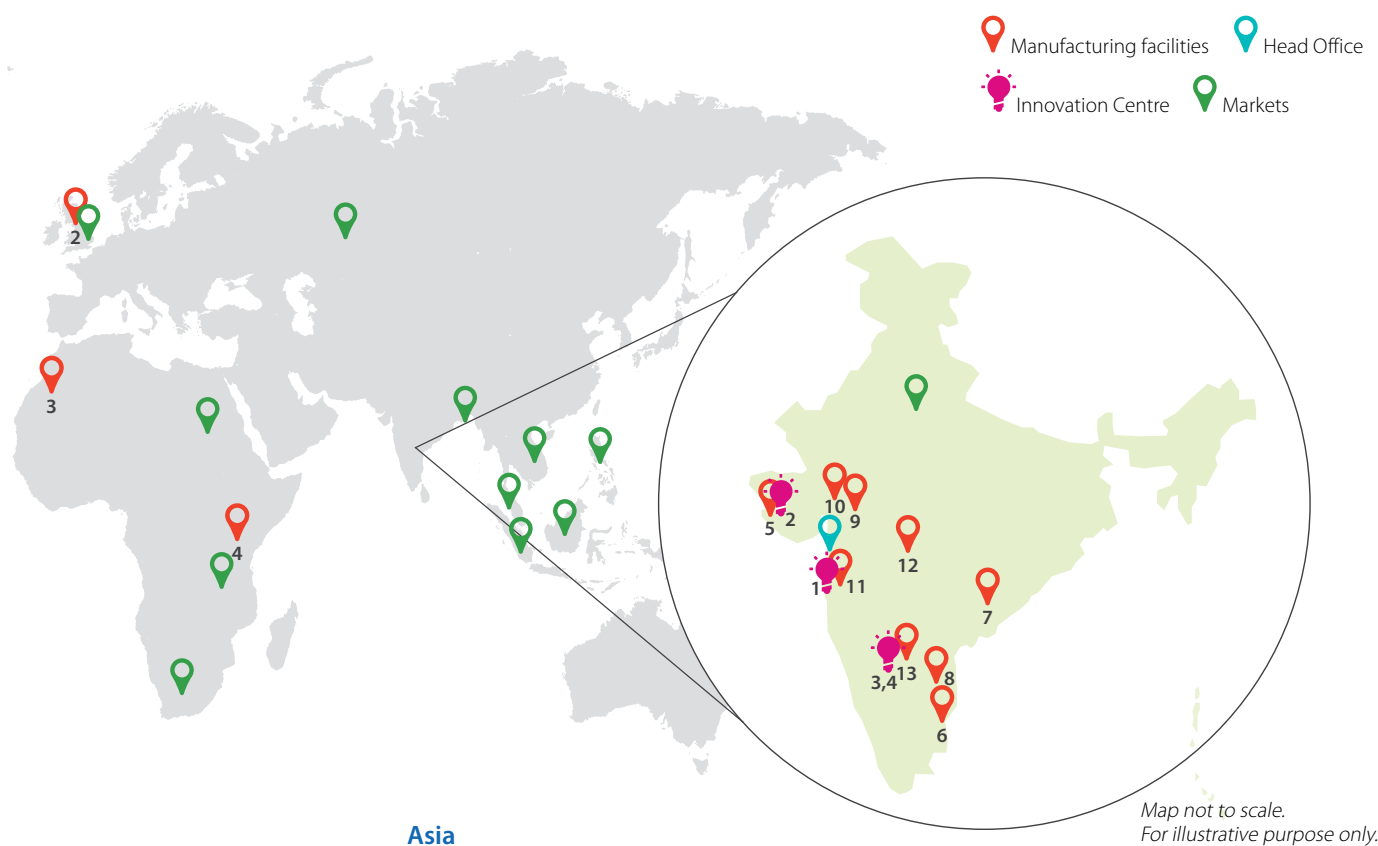 Manufacturing facilities
Head Office
Innovation Centre
Markets
2
3
4
10
9
5
2
12
1
11
7
3,4
13
8
6
Map not to scale.
For illustrative purpose only.
Asia